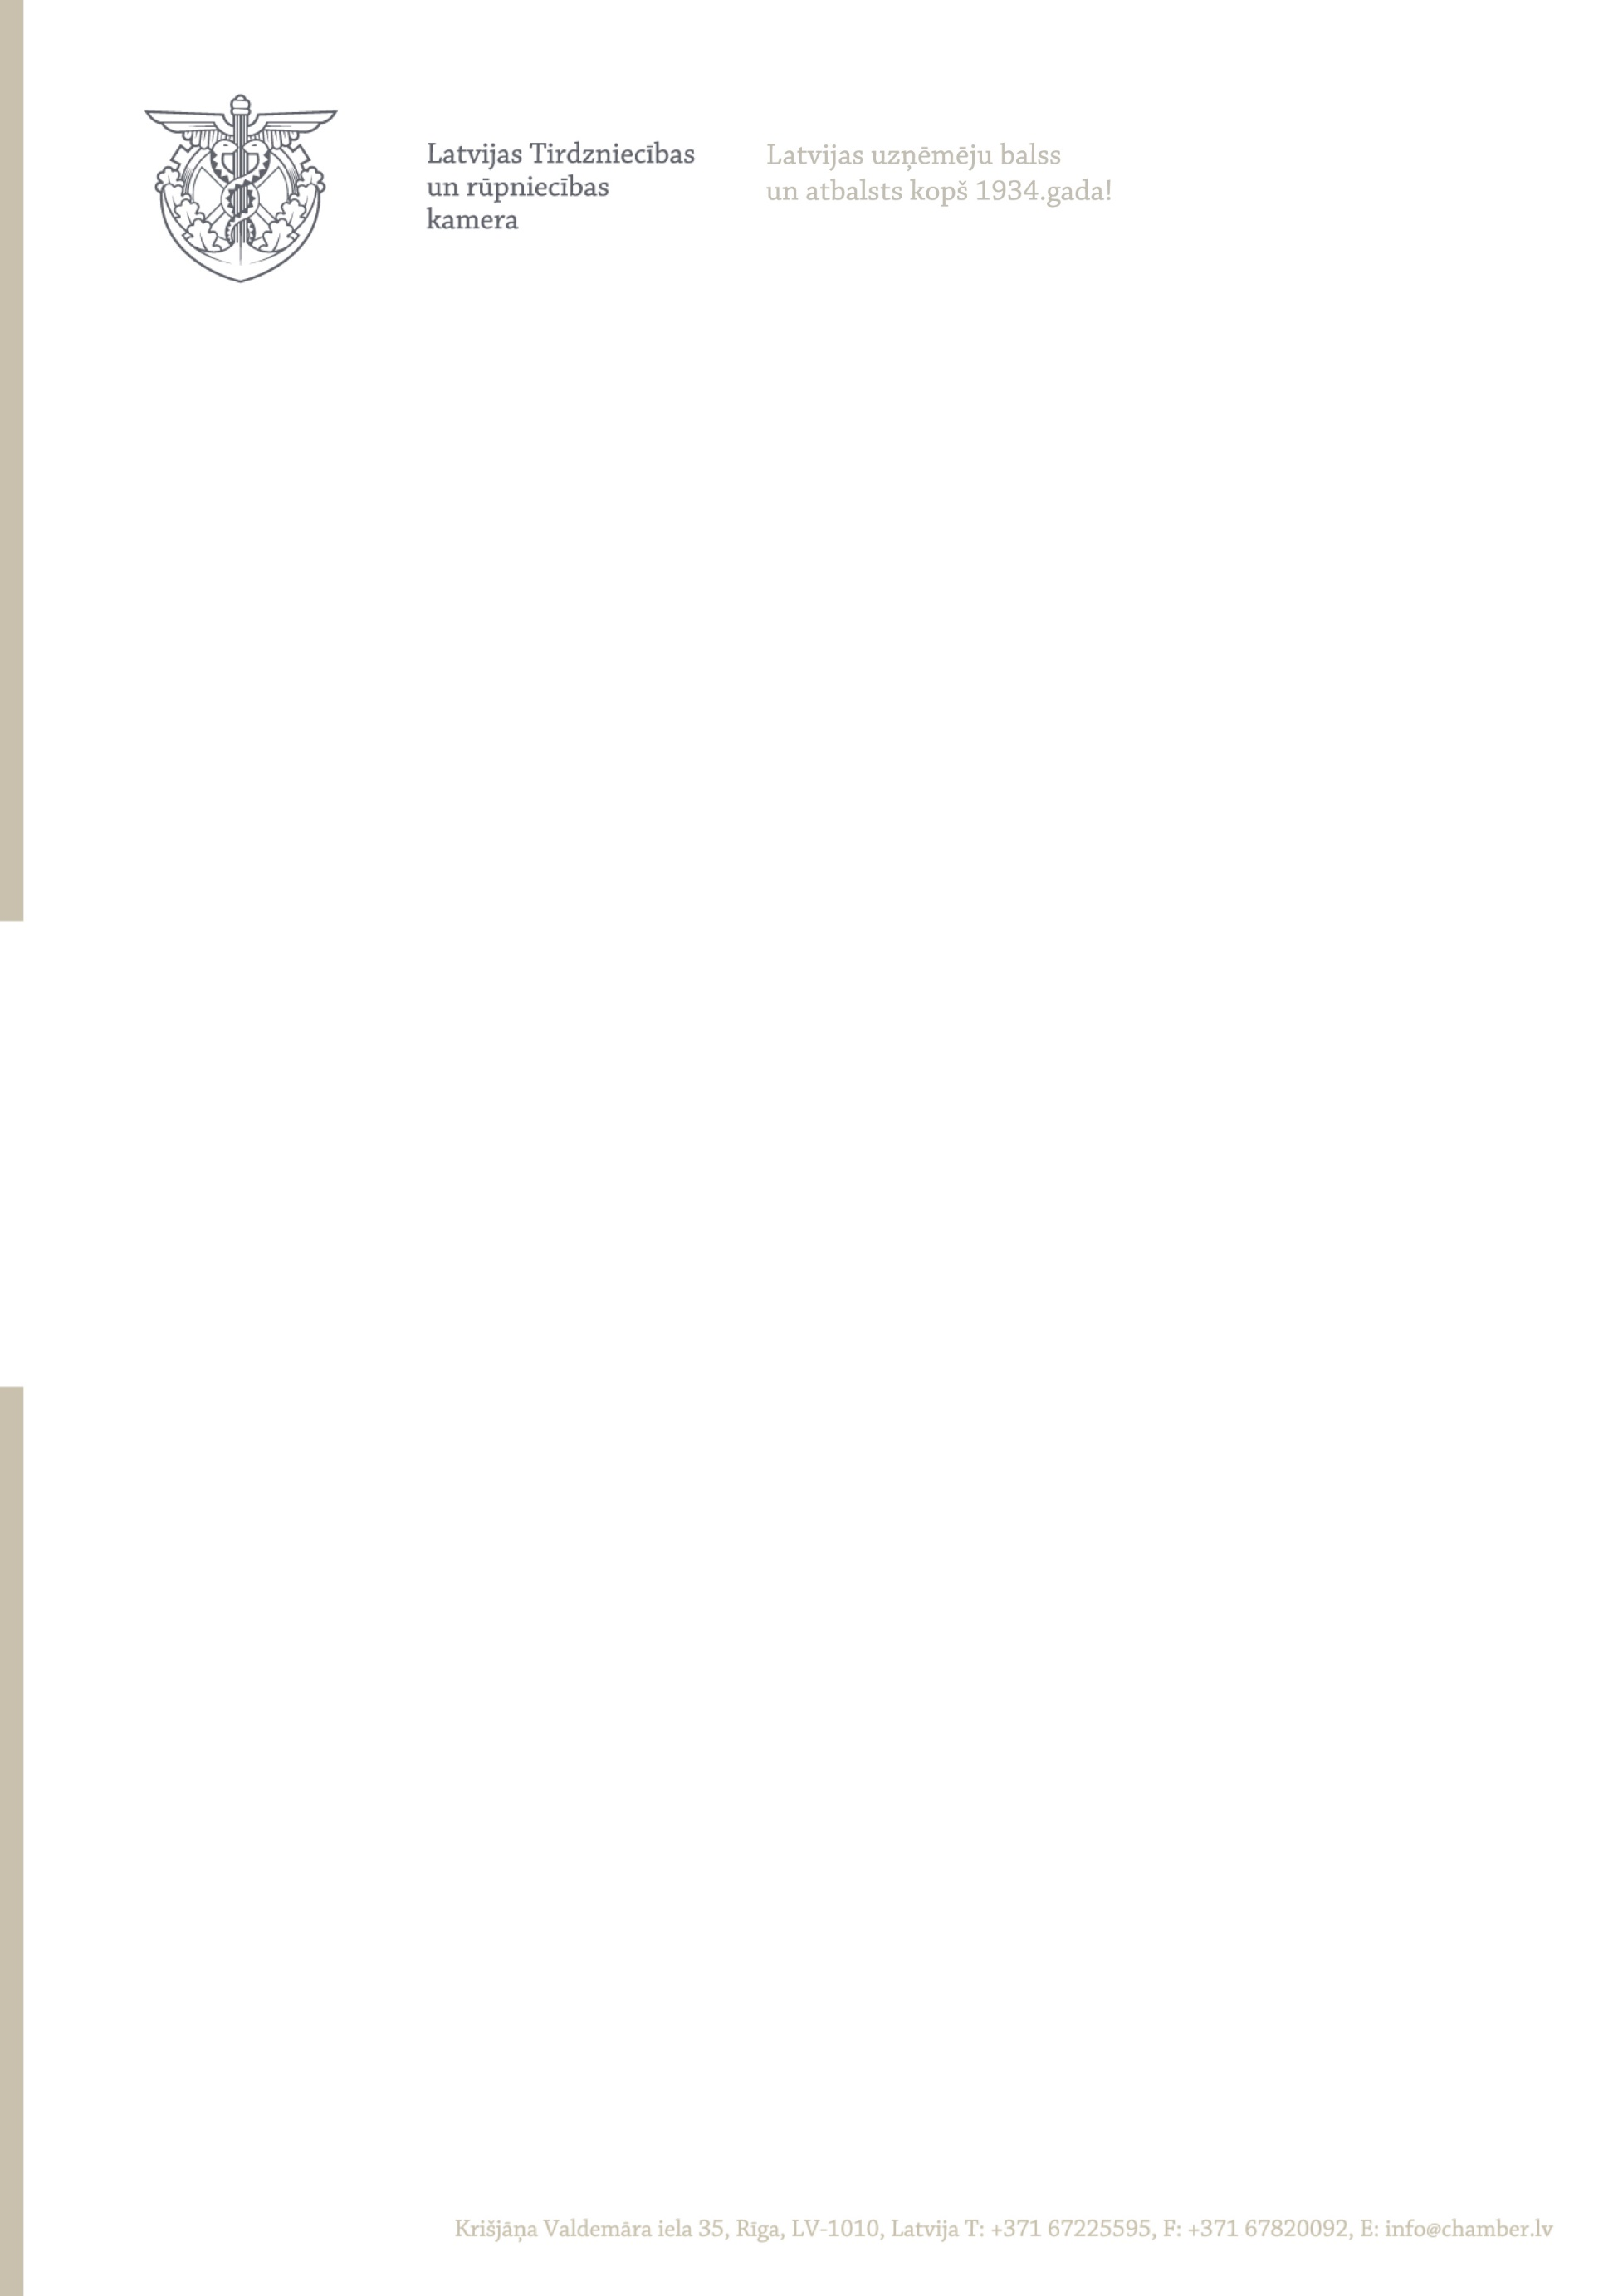 Latvijas Tirdzniecības
un rūpniecības
kamera
Latvijas uzņēmēju balss
un atbalsts kopš 1934.gada!
Krišjāņa Valdemāra iela 35, Rīga, LV-1010, Latvija T: +371 67225595, F: +371 67820092, E: info@chamber.lv